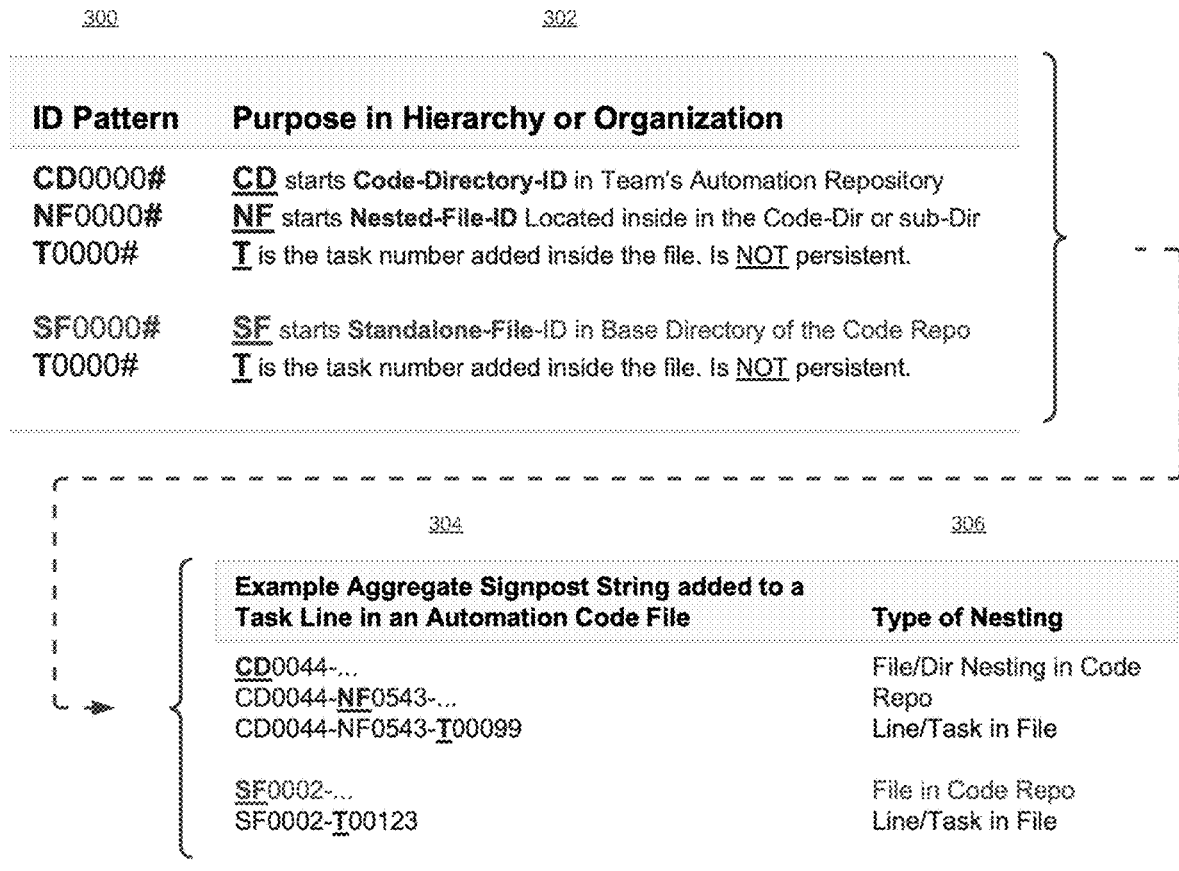 300 302
ID Pattern Purpose in Hierarchy or Organization
CD0000# CD starts Code-Directory-ID in Team's Automation Repository
NF0000# NF starts Nested-File-ID Located inside in the Code-Dir or sub-Dir
T0000# T is the task number added inside the file. Is NOT persistent.
SF0000# SF starts Standalone-File-ID in Base Directory of the Code Repo
T0000# T is the task number added inside the file. Is NOT persistent.
304 306
Example Aggregate Signpost String added to a
Task Line in an Automation Code File Type of Nesting
CD0044-... File/Dir Nesting in Code
CD0044-NF0543-... Repo
CD0044-NF0543-T00099 Line/Task in File
SF0002-... File in Code Repo
SF0002-T00123 Line/Task in File